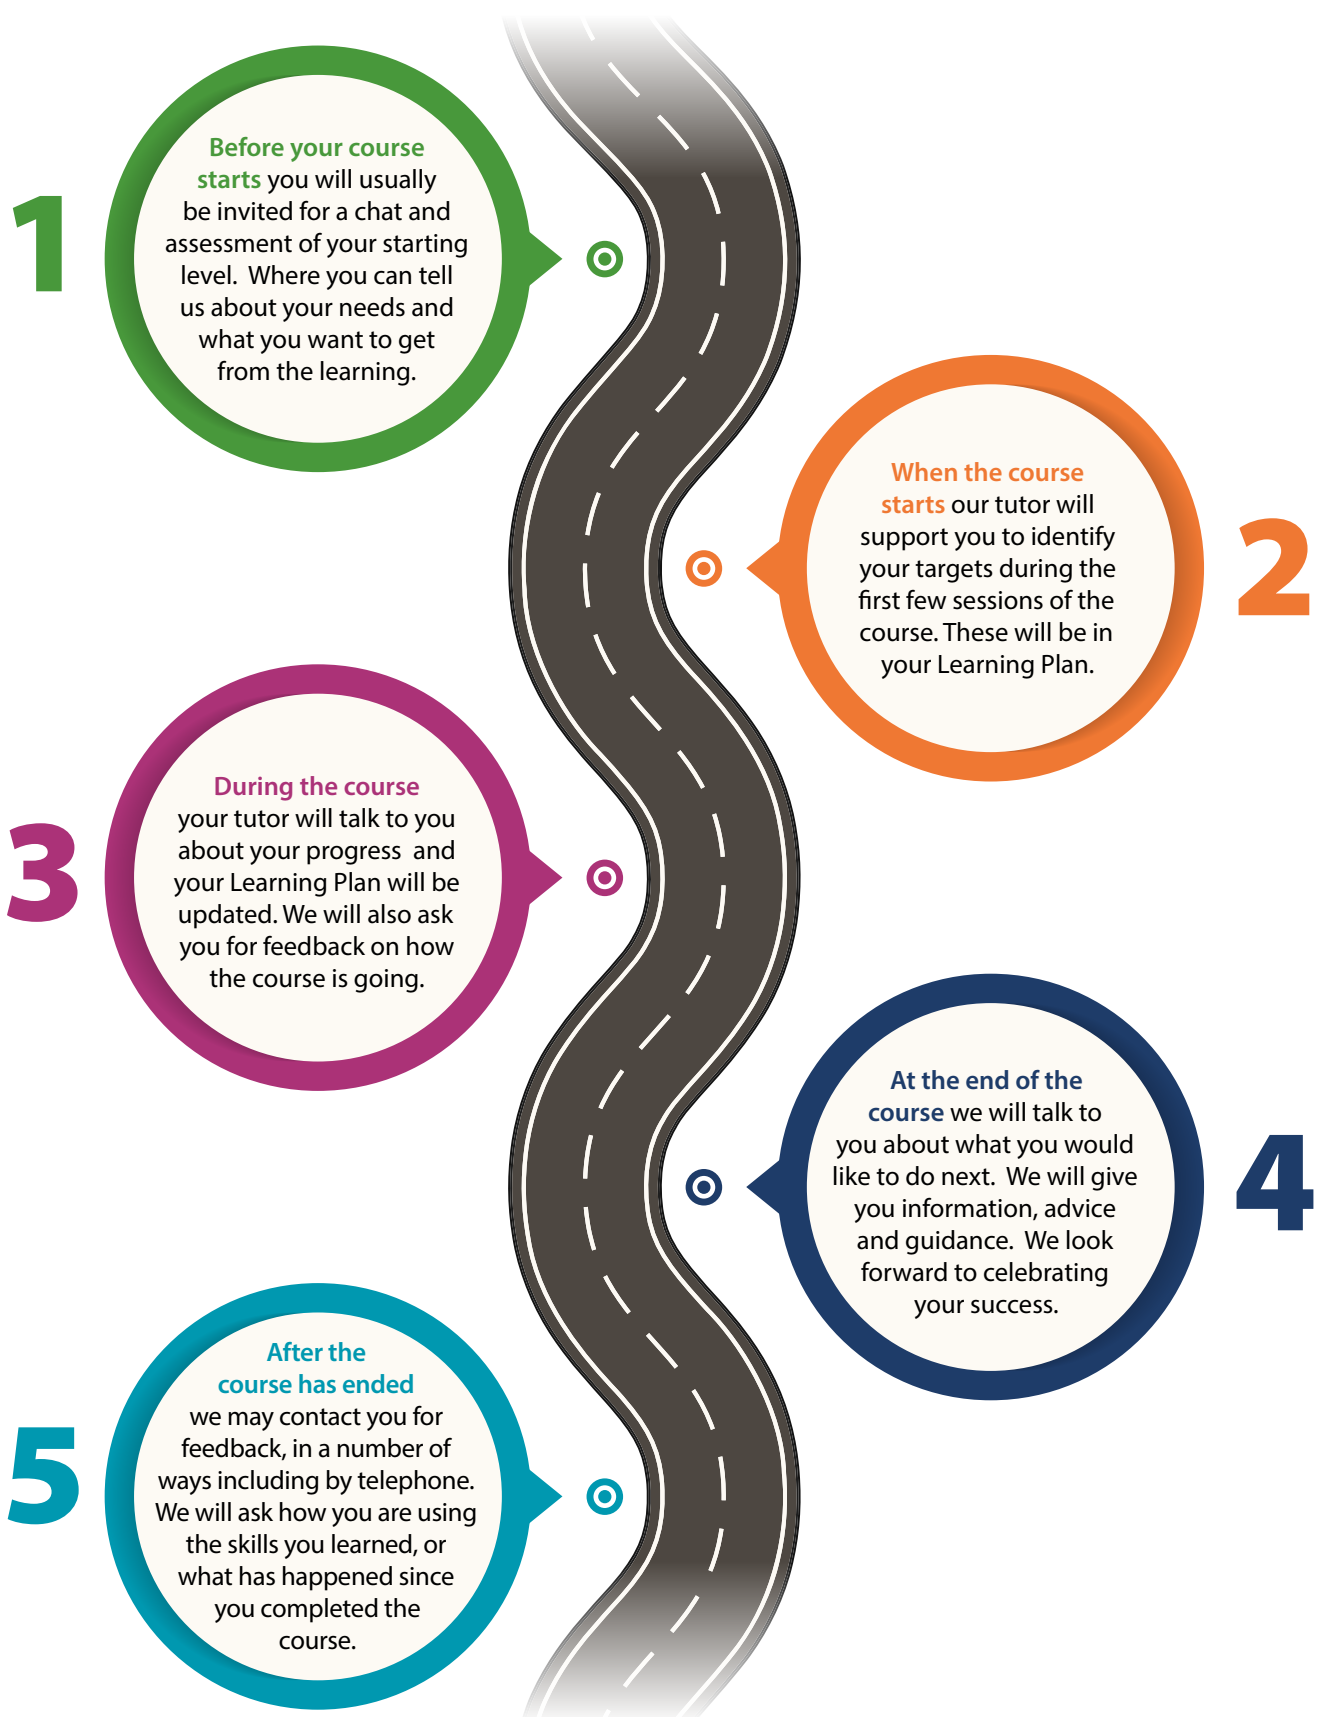 1
Before your course
starts you will usually
be invited for a chat and
assessment of your starting
level. Where you can tell
us about your needs and
what you want to get
from the learning.
2
When the course
starts our tutor will
support you to identify
your targets during the
first few sessions of the
course. These will be in
your Learning Plan.
3
During the course
your tutor will talk to you
about your progress and
your Learning Plan will be
updated. We will also ask
you for feedback on how
the course is going.
4
At the end of the
course we will talk to
you about what you would
like to do next. We will give
you information, advice
and guidance. We look
forward to celebrating
your success.
5
After the
course has ended
we may contact you for
feedback, in a number of
ways including by telephone.
We will ask how you are using
the skills you learned, or
what has happened since
you completed the
course.